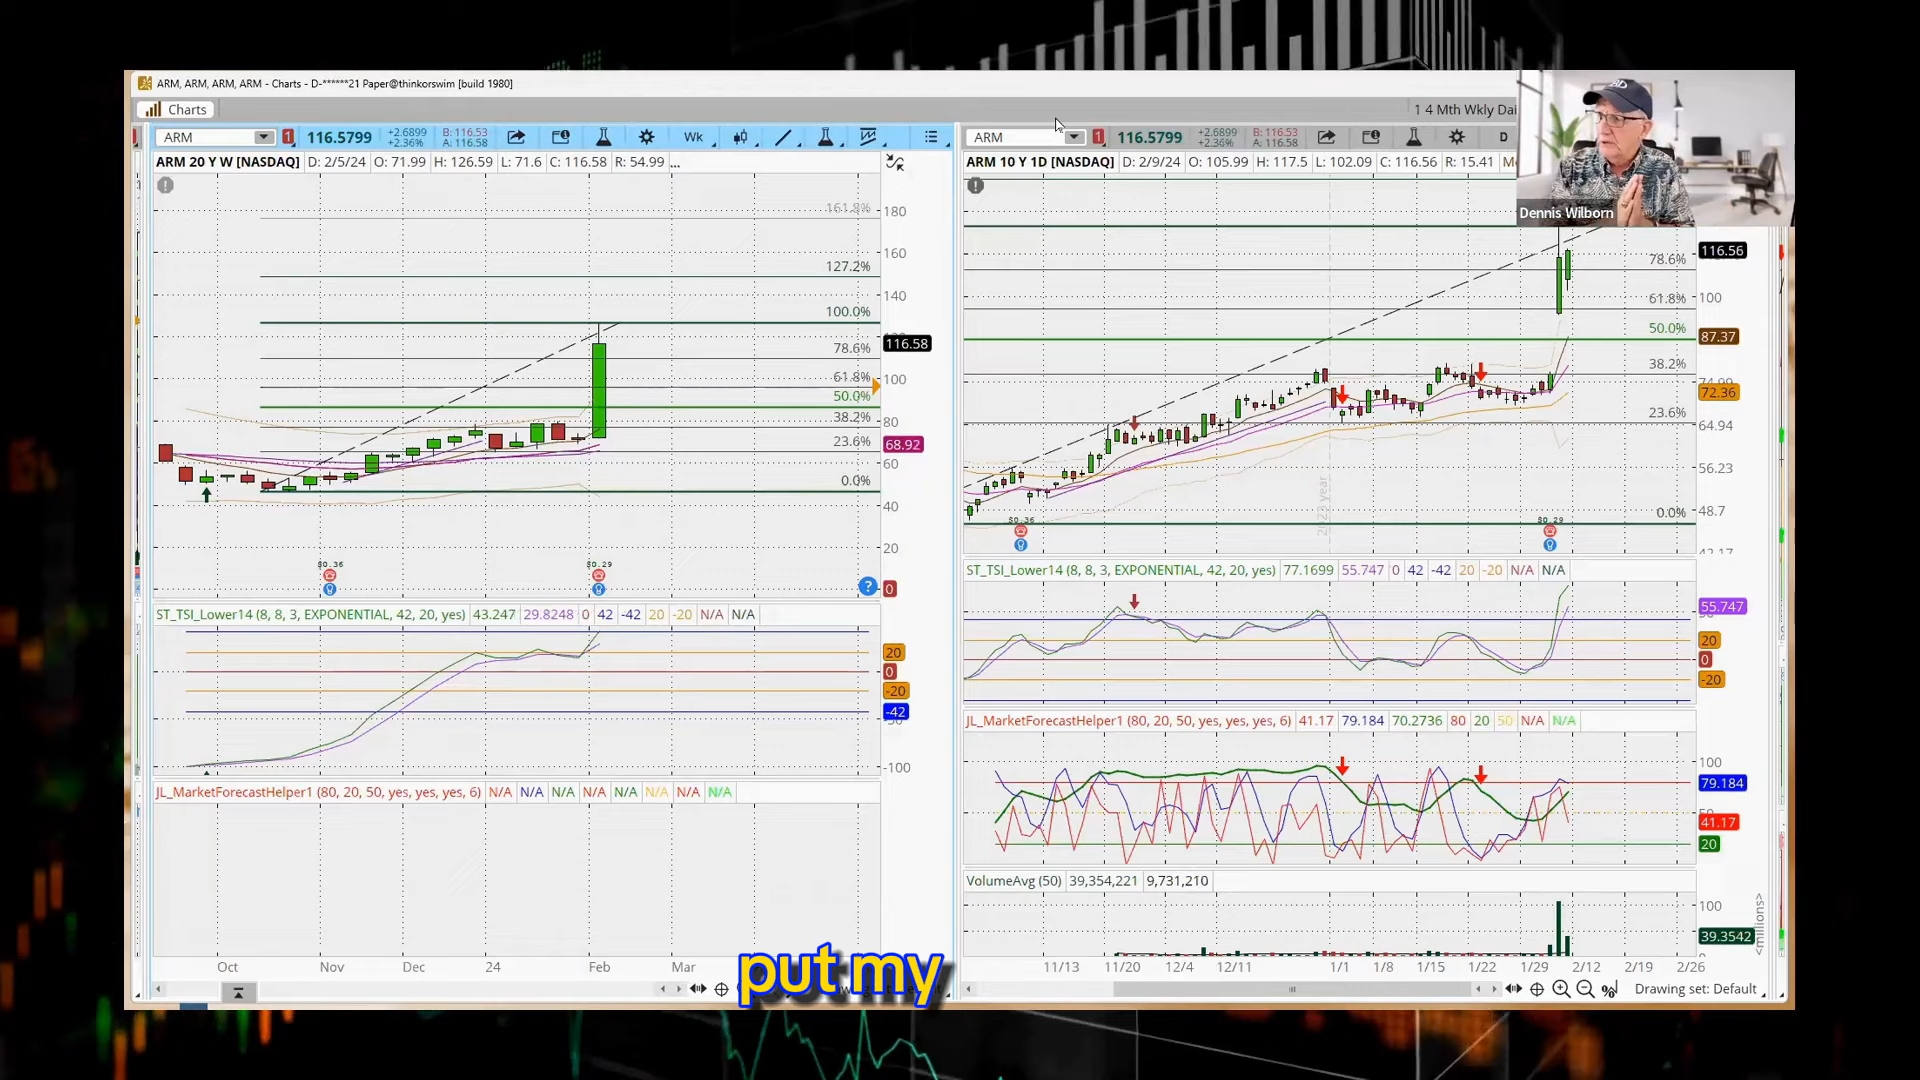 ARM, ARM, ARM, ARM - Charts - D-******21 Paper@thinkorswim [build 1980]
Charts
1 4 Mth Wkly Dai
ARM 1 116.5799 +2.6899 +2.36% B: 116.53 A: 116.58 Wk
ARM 1 116.5799 +2.6899 +2.36% B: 116.53 A: 116.58 D
ARM 20 Y W [NASDAQ] D: 2/5/24 O: 71.99 H: 126.59 L: 71.6 C: 116.58 R: 54.99 ...
ARM 10 Y 1D [NASDAQ] D: 2/9/24 O: 105.99 H: 117.5 L: 102.09 C: 116.56 R: 15.41
Dennis Wilborn
161.8%
127.2%
100.0%
78.6%
61.8%
50.0%
38.2%
23.6%
0.0%
180
160
140
116.58
100
80
68.92
60
40
20
0
$0.36
$0.29
78.6%
61.8%
50.0%
38.2%
23.6%
0.0%
116.56
100
87.37
72.36
64.94
56.23
48.7
$0.36
$0.29
2023 year
ST_TSI_Lower14 (8, 8, 3, EXPONENTIAL, 42, 20, yes) 43.247 29.8248 0 42 -42 20 -20 N/A N/A
20
0
-20
-42
-100
JL_MarketForecastHelper1 (80, 20, 50, yes, yes, yes, 6) N/A N/A N/A N/A N/A N/A N/A N/A
Oct Nov Dec 24 Feb Mar
ST_TSI_Lower14 (8, 8, 3, EXPONENTIAL, 42, 20, yes) 77.1699 55.747 0 42 -42 20 -20 N/A N/A
55.747
20
0
-20
JL_MarketForecastHelper1 (80, 20, 50, yes, yes, yes, 6) 41.17 79.184 70.2736 80 20 50 N/A N/A
100
79.184
41.17
20
VolumeAvg (50) 39,354,221 9,731,210
100
39.3542
<millions>
11/13 11/20 12/4 12/11 1/1 1/8 1/15 1/22 1/29 2/12 2/19 2/26
Drawing set: Default
put my